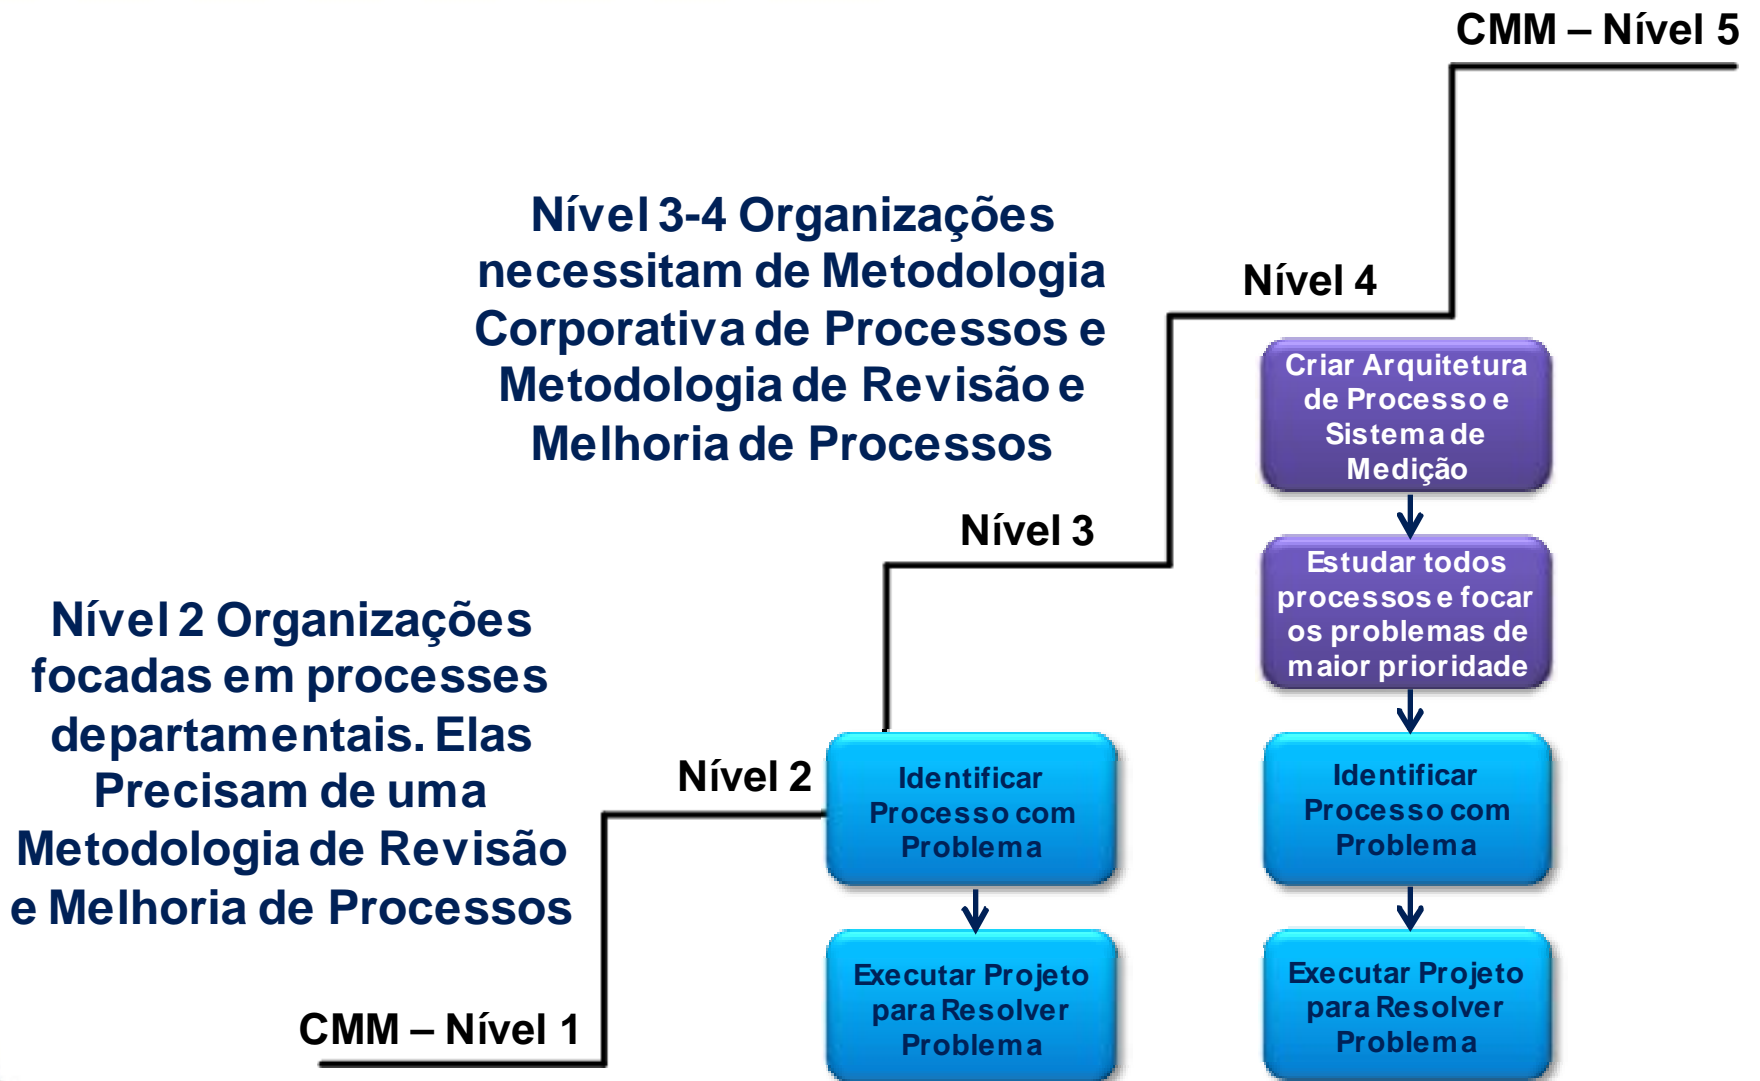 CMM – Nível 5
Nível 3-4 Organizações
necessitam de Metodologia
Corporativa de Processos e
Metodologia de Revisão e
Melhoria de Processos
Nível 4
Criar Arquitetura
de Processo e
Sistema de
Medição
Nível 3
Estudar todos
processos e focar
os problemas de
maior prioridade
Nível 2 Organizações
focadas em processes
departamentais. Elas
Precisam de uma
Metodologia de Revisão
e Melhoria de Processos
Nível 2
Identificar
Processo com
Problema
Identificar
Processo com
Problema
Executar Projeto
para Resolver
Problema
Executar Projeto
para Resolver
Problema
CMM – Nível 1